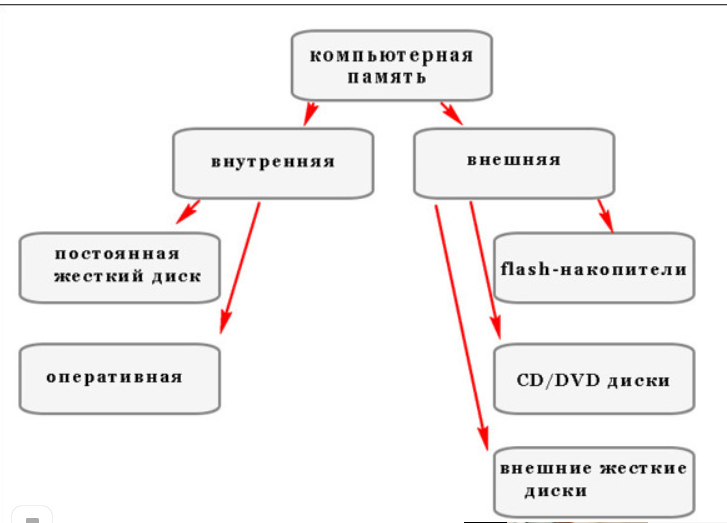 компьютерная
память
внутренняя
внешняя
постоянная
жесткий диск
flash-накопители
оперативная
CD/DVD диски
внешние жесткие
диски